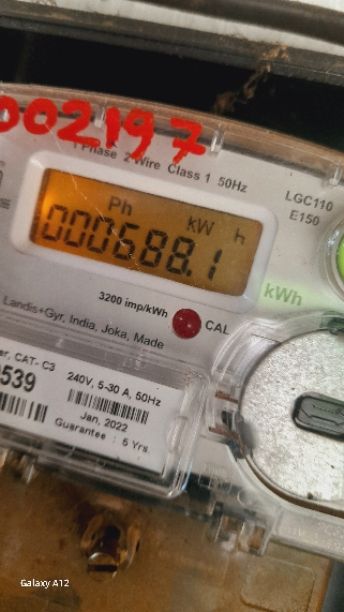 002197
1 Phase 2 Wire Class 1 50Hz
LGC110
E150
Ph kW h
000688.1
kWh
3200 imp/kWh
CAL
Landis+Gyr, India, Joka, Made
er, CAT- C3
539
240V, 5-30 A, 50Hz
Jan, 2022
Guarantee : 5 Yrs.
Galaxy A12